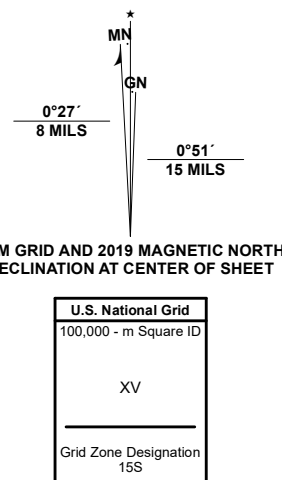 MN
GN
0°27´
8 MILS
0°51´
15 MILS
M GRID AND 2019 MAGNETIC NORTH
ECLINATION AT CENTER OF SHEET
U.S. National Grid
100,000 - m Square ID
XV
Grid Zone Designation
15S